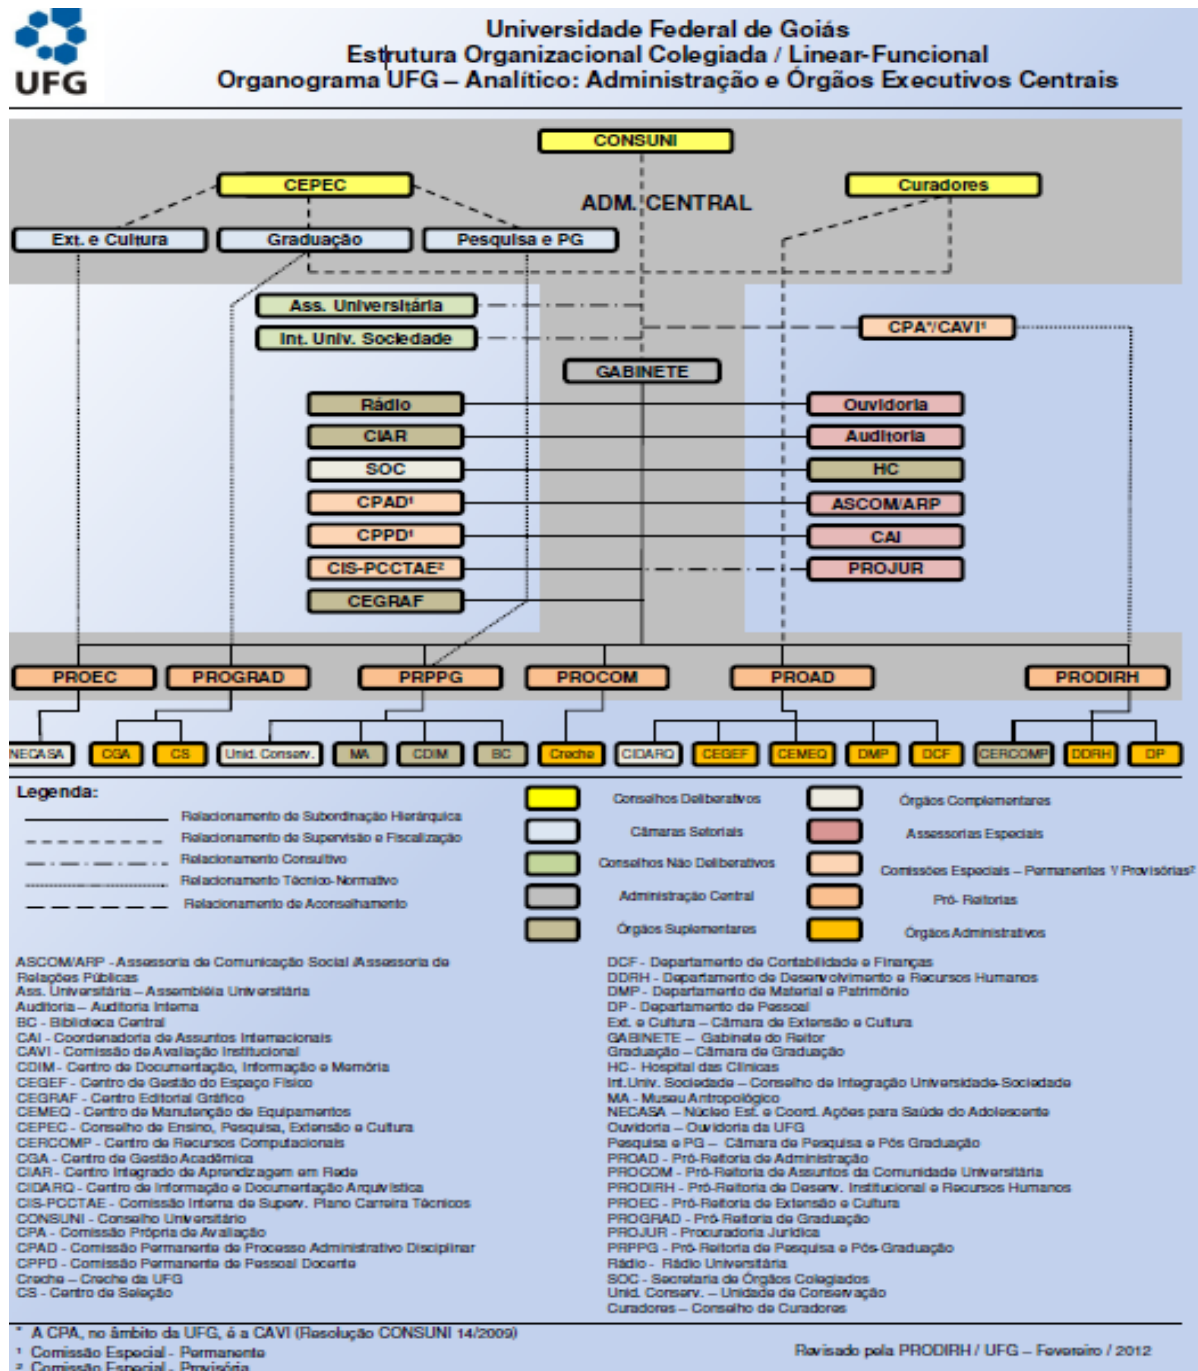 UFG
Universidade Federal de Goiás
Estrutura Organizacional Colegiada / Linear-Funcional
Organograma UFG – Analítico: Administração e Órgãos Executivos Centrais
CONSUNI
CEPEC
Curadores
ADM. CENTRAL
Ext. e Cultura
Graduação
Pesquisa e PG
Ass. Universitária
CPA*/CAVI¹
Int. Univ. Sociedade
GABINETE
Rádio
Ouvidoria
CIAR
Auditoria
SOC
HC
CPAD¹
ASCOM/ARP
CPPD¹
CAI
CIS-PCCTAE²
PROJUR
CEGRAF
PROEC
PROGRAD
PRPPG
PROCOM
PROAD
PRODIRH
NECASA
CGA
CS
Unid. Conserv.
MA
CDIM
BC
Creche
CIDARQ
CEGEF
CEMEQ
DMP
DCF
CERCOMP
DDRH
DP
Legenda:
Relacionamento de Subordinação Hierárquica
Relacionamento de Supervisão e Fiscalização
Relacionamento Consultivo
Relacionamento Técnico-Normativo
Relacionamento de Aconselhamento
Conselhos Deliberativos
Câmaras Setoriais
Conselhos Não Deliberativos
Administração Central
Órgãos Suplementares
Órgãos Complementares
Assessorias Especiais
Comissões Especiais – Permanentes ¹/ Provisórias²
Pró- Reitorias
Órgãos Administrativos
ASCOM/ARP - Assessoria de Comunicação Social /Assessoria de
Relações Públicas
Ass. Universitária – Assembléia Universitária
Auditoria – Auditoria Interna
BC - Biblioteca Central
CAI - Coordenadoria de Assuntos Internacionais
CAVI - Comissão de Avaliação Institucional
CDIM - Centro de Documentação, Informação e Memória
CEGEF - Centro de Gestão do Espaço Físico
CEGRAF - Centro Editorial Gráfico
CEMEQ - Centro de Manutenção de Equipamentos
CEPEC - Conselho de Ensino, Pesquisa, Extensão e Cultura
CERCOMP - Centro de Recursos Computacionais
CGA - Centro de Gestão Acadêmica
CIAR - Centro Integrado de Aprendizagem em Rede
CIDARQ - Centro de Informação e Documentação Arquivística
CIS-PCCTAE - Comissão Interna de Superv. Plano Carreira Técnicos
CONSUNI - Conselho Universitário
CPA - Comissão Própria de Avaliação
CPAD - Comissão Permanente de Processo Administrativo Disciplinar
CPPD - Comissão Permanente de Pessoal Docente
Creche – Creche da UFG
CS - Centro de Seleção
DCF - Departamento de Contabilidade e Finanças
DDRH - Departamento de Desenvolvimento e Recursos Humanos
DMP - Departamento de Material e Patrimônio
DP - Departamento de Pessoal
Ext. e Cultura – Câmara de Extensão e Cultura
GABINETE – Gabinete do Reitor
Graduação – Câmara de Graduação
HC - Hospital das Clínicas
Int.Univ. Sociedade – Conselho de Integração Universidade-Sociedade
MA - Museu Antropológico
NECASA – Núcleo Est. e Coord. Ações para Saúde do Adolescente
Ouvidoria – Ouvidoria da UFG
Pesquisa e PG – Câmara de Pesquisa e Pós Graduação
PROAD - Pró-Reitoria de Administração
PROCOM - Pró-Reitoria de Assuntos da Comunidade Universitária
PRODIRH - Pró-Reitoria de Desenv. Institucional e Recursos Humanos
PROEC - Pró-Reitoria de Extensão e Cultura
PROGRAD - Pró-Reitoria de Graduação
PROJUR - Procuradoria Jurídica
PRPPG - Pró-Reitoria de Pesquisa e Pós-Graduação
Rádio - Rádio Universitária
SOC - Secretaria de Órgãos Colegiados
Unid. Conserv. – Unidade de Conservação
Curadores – Conselho de Curadores
* A CPA, no âmbito da UFG, é a CAVI (Resolução CONSUNI 14/2009)
¹ Comissão Especial - Permanente
² Comissão Especial - Provisória
Revisado pela PRODIRH / UFG – Fevereiro / 2012